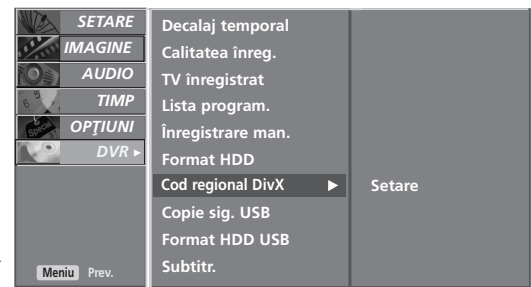 SETARE
IMAGINE
AUDIO
TIMP
Special
OPŢIUNI
DVR ►
Meniu Prev.
Decalaj temporal
Calitatea înreg.
TV înregistrat
Lista program.
Înregistrare man.
Format HDD
Cod regional DivX ► Setare
Copie sig. USB
Format HDD USB
Subtitr.